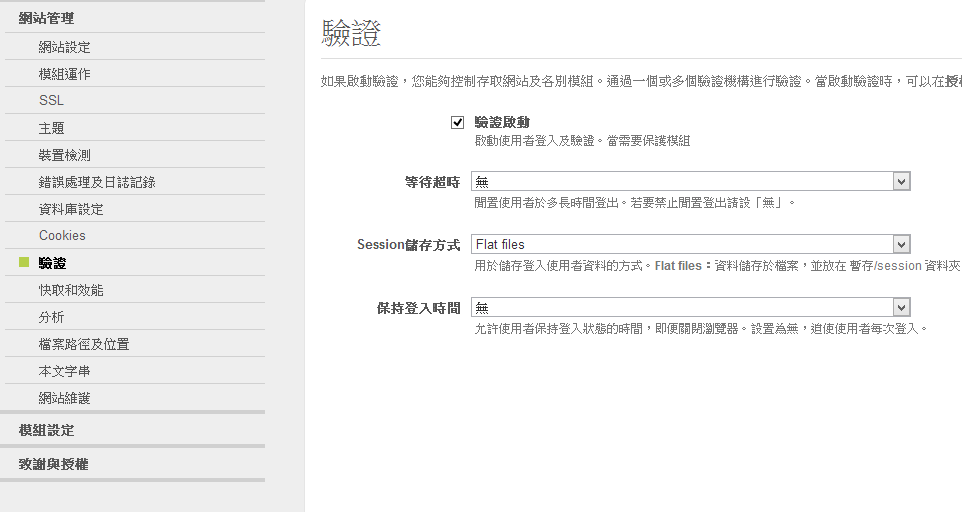 網站管理
網站設定
模組運作
SSL
主題
裝置檢測
錯誤處理及日誌記錄
資料庫設定
Cookies
驗證
快取和效能
分析
檔案路徑及位置
本文字串
網站維護
模組設定
致謝與授權
驗證
如果啟動驗證，您能夠控制存取網站及各別模組。通過一個或多個驗證機構進行驗證。當啟動驗證時，可以在授
驗證啟動
啟動使用者登入及驗證。當需要保護模組
等待超時
無
閒置使用者於多長時間登出。若要禁止閒置登出請設「無」。
Session儲存方式
Flat files
用於儲存登入使用者資料的方式。Flat files：資料儲存於檔案，並放在 暫存/session 資料夾
保持登入時間
無
允許使用者保持登入狀態的時間，即便關閉瀏覽器。設置為無，迫使使用者每次登入。